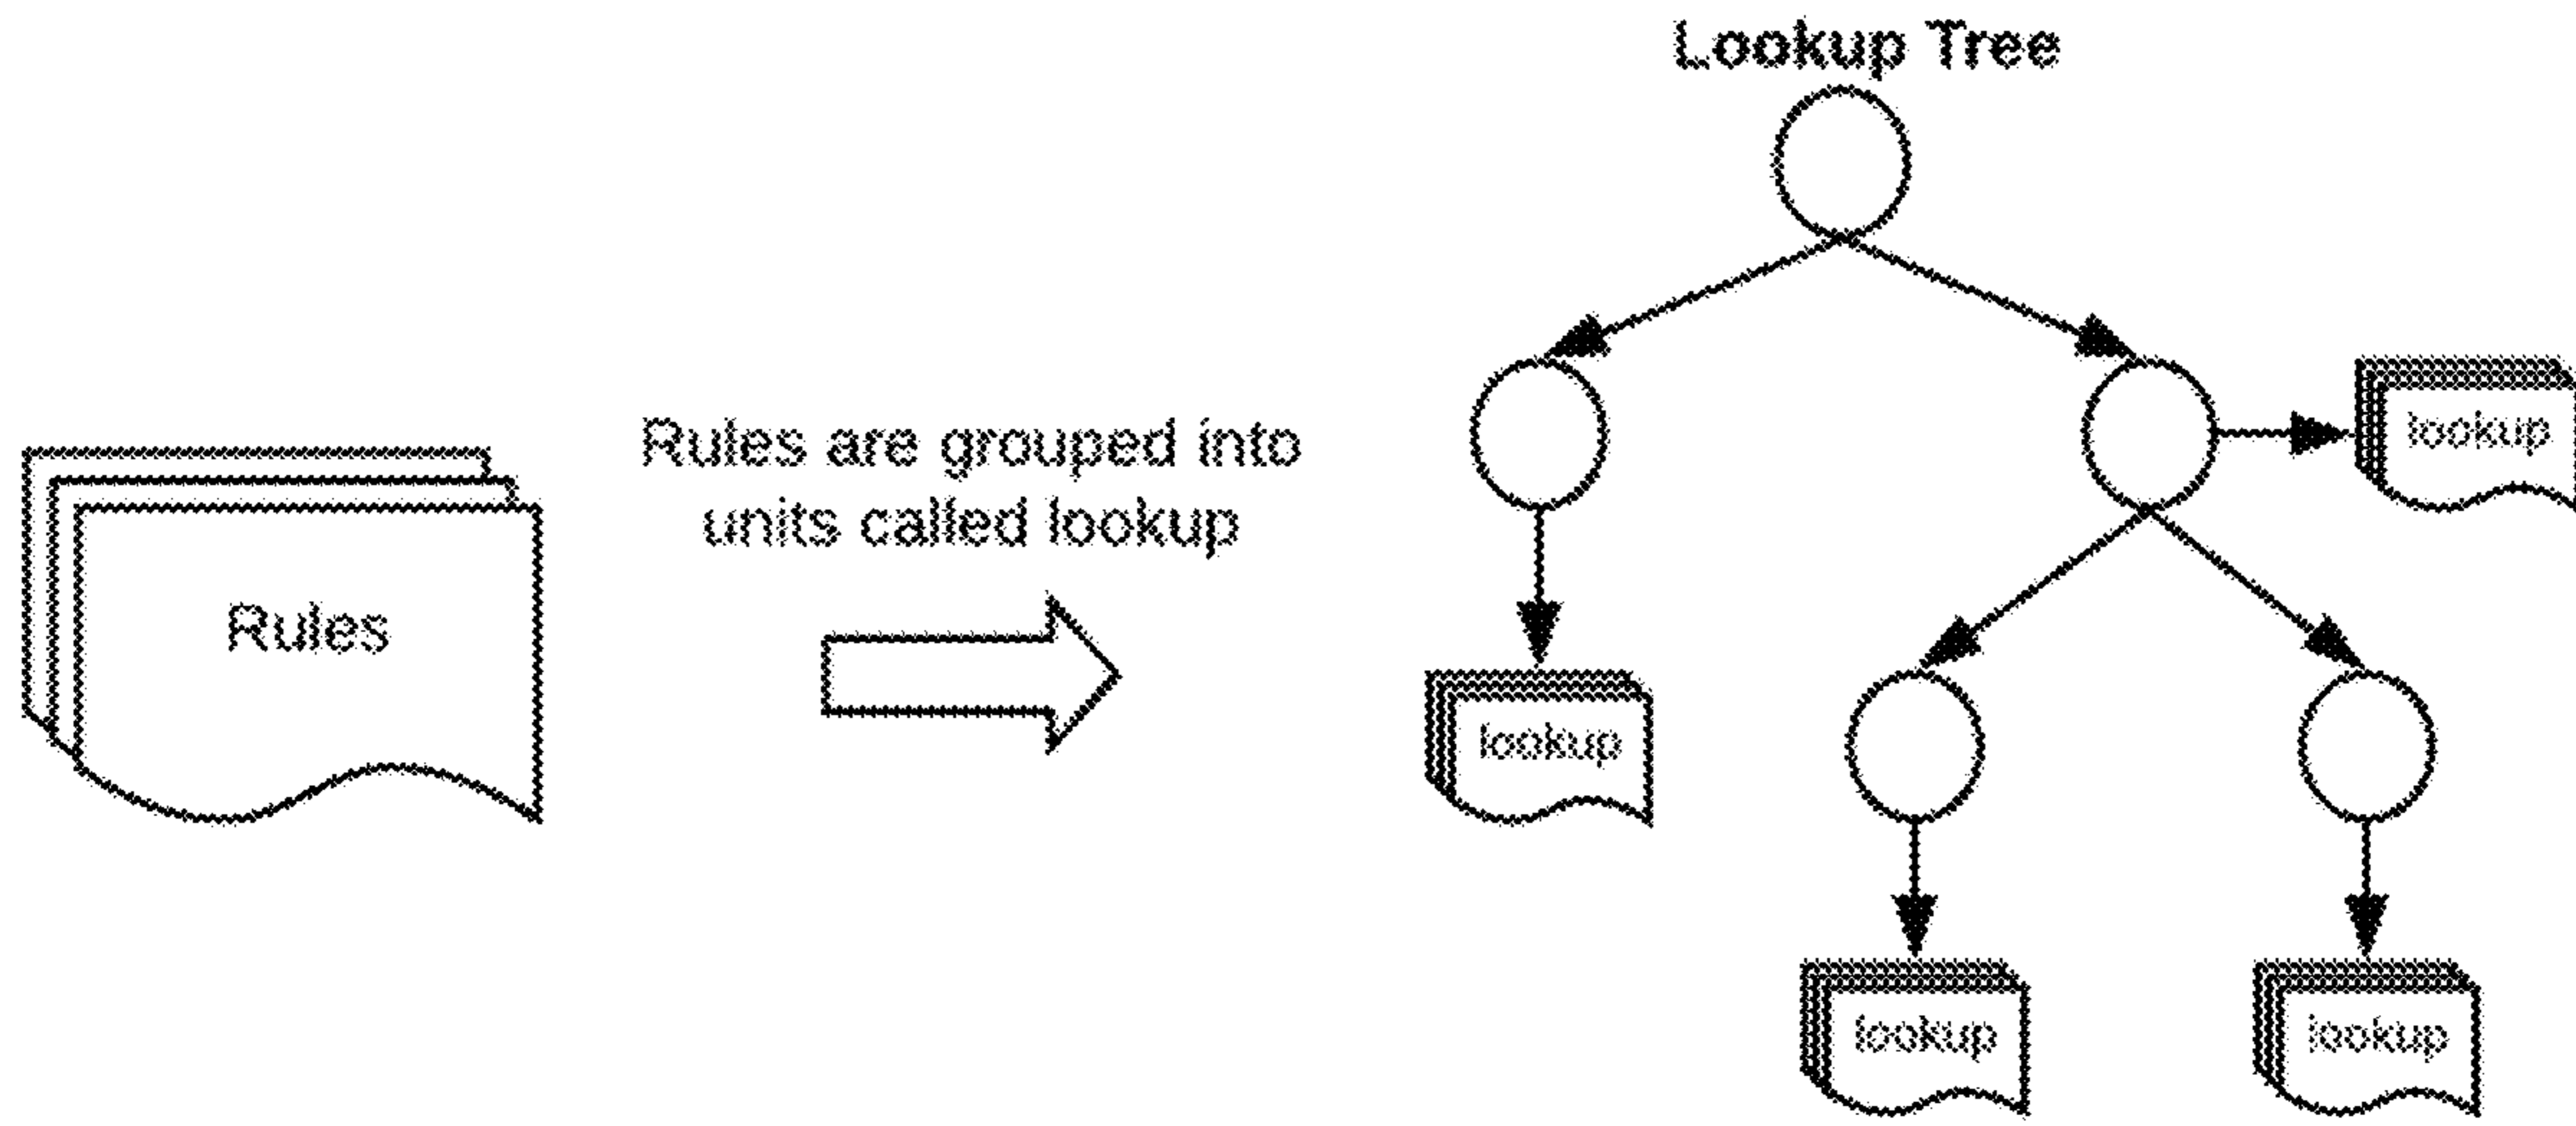 Lookup Tree
Rules are grouped into
units called lookup
Rules
lookup
lookup
lookup
lookup